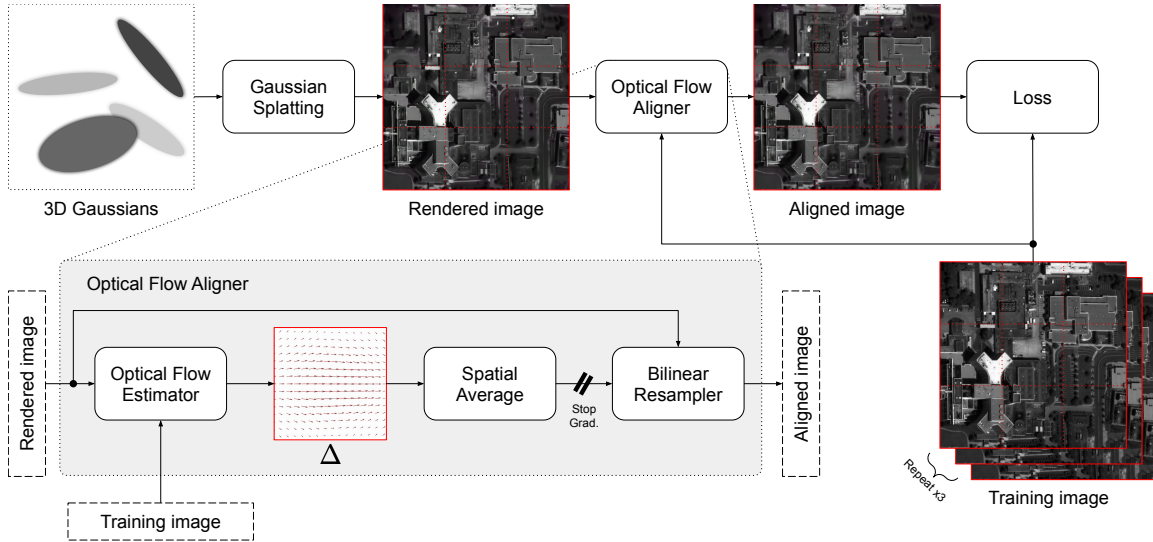 Gaussian
Splatting
Optical Flow
Aligner
Loss
3D Gaussians
Rendered image
Aligned image
Optical Flow Aligner
Rendered image
Optical Flow
Estimator
Δ
Spatial
Average
Stop
Grad.
Bilinear
Resampler
Aligned image
Training image
Repeat x3
Training image